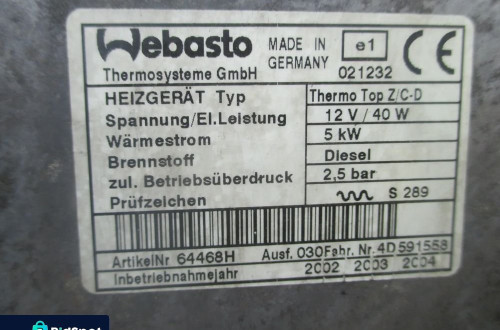 Webasto
Thermosysteme GmbH
MADE IN
GERMANY
e1
021232
CE
HEIZGERÄT Typ Thermo Top Z/C-D
Spannung/El.Leistung 12 V / 40 W
Wärmestrom 5 kW
Brennstoff Diesel
zul. Betriebsüberdruck 2,5 bar
Prüfzeichen S 289
ArtikelNr 64468H Ausf. 030 Fabr. Nr. 4D591558
Inbetriebnahmejahr 2002 2003 2004
BidSpot